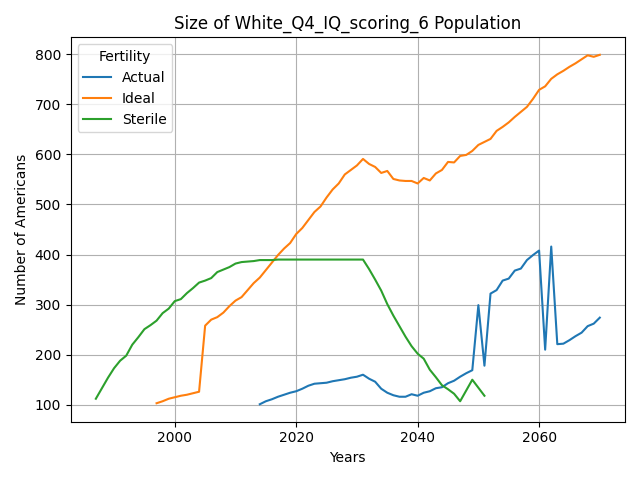 Size of White_Q4_IQ_scoring_6 Population
Fertility
Actual
Ideal
Sterile
Number of Americans
800
700
600
500
400
300
200
100
2000
2020
2040
2060
Years